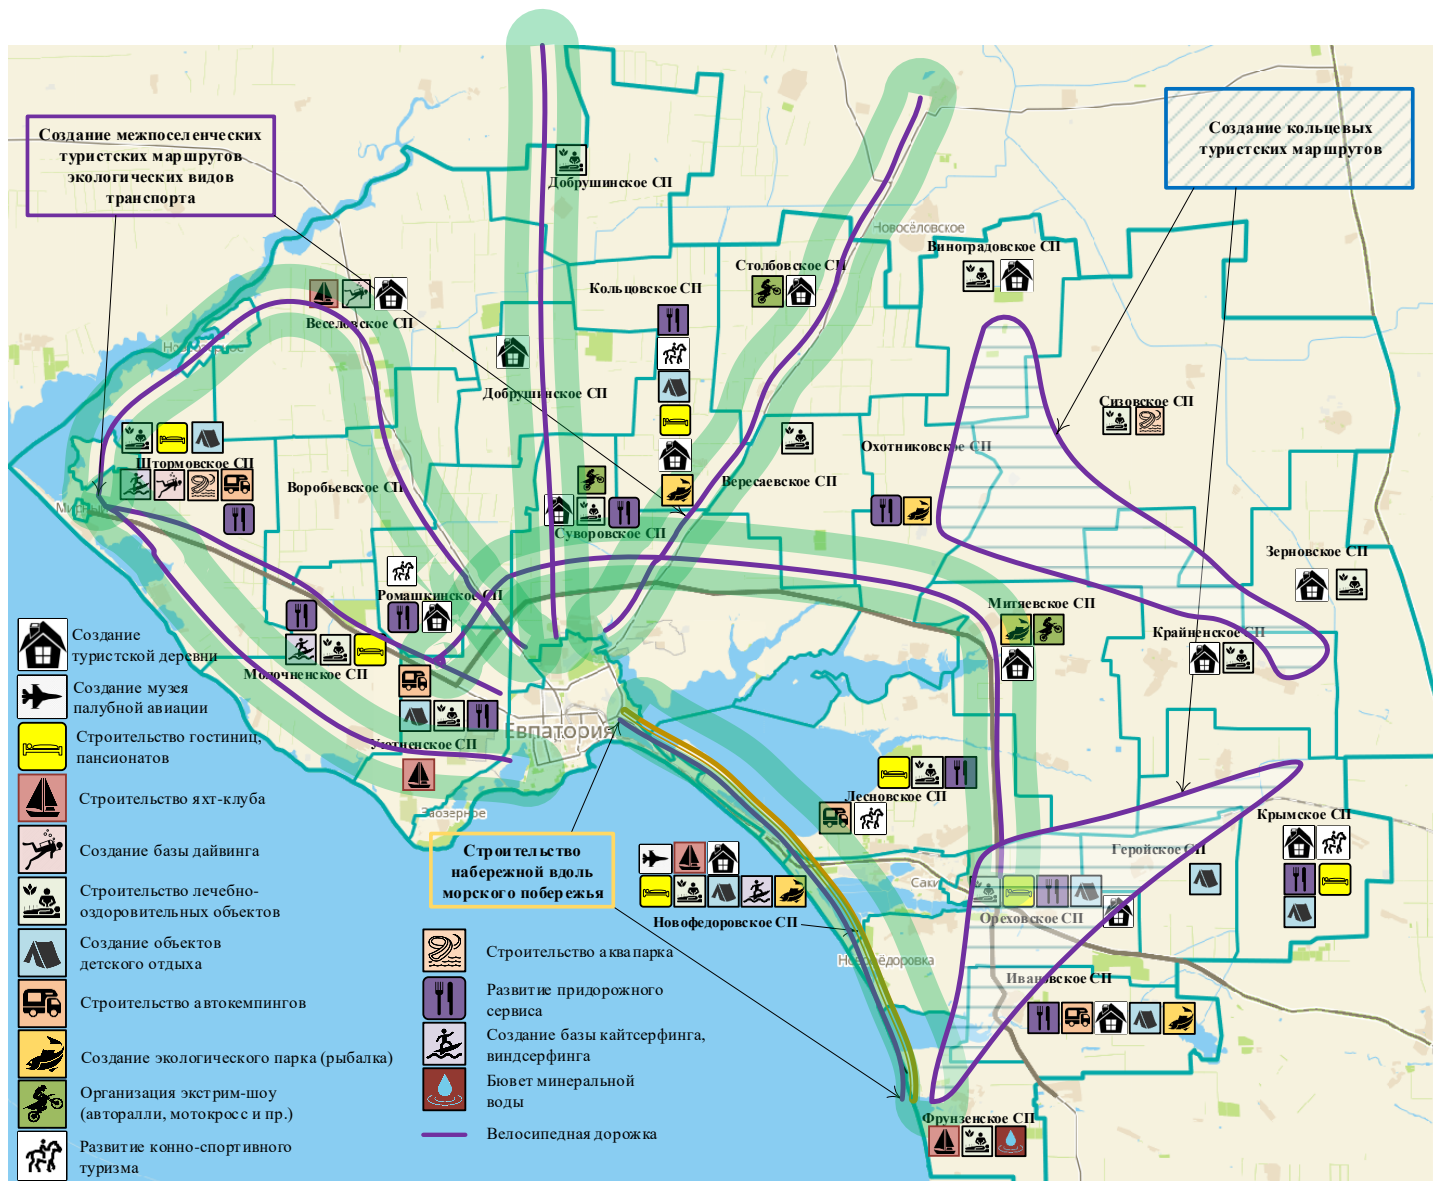 Создание межпоселенческих
туристских маршрутов
экологических видов
транспорта
Создание кольцевых
туристских маршрутов
Добрушинское СП
Новосёловское
Виноградовское СП
Столбовское СП
Кольцовское СП
Веселовское СП
Добрушинское СП
Сизовское СП
Охотниковское СП
Штормовское СП
Воробьевское СП
Вересаевское СП
Мирный
Суворовское СП
Зерновское СП
Ромашкинское СП
Митяевское СП
Крайненское СП
Молочненское СП
Евпатория
Уютненское СП
Заозёрное
Лесновское СП
Крымское СП
Геройское СП
Саки
Ореховское СП
Новофедоровское СП
Новофёдоровка
Ивановское СП
Фрунзенское СП
Строительство
набережной вдоль
морского побережья
Создание
туристской деревни
Создание музея
палубной авиации
Строительство гостиниц,
пансионатов
Строительство яхт-клуба
Создание базы дайвинга
Строительство лечебно-
оздоровительных объектов
Создание объектов
детского отдыха
Строительство автокемпингов
Создание экологического парка (рыбалка)
Организация экстрим-шоу
(авторалли, мотокросс и пр.)
Развитие конно-спортивного
туризма
Строительство аквапарка
Развитие придорожного
сервиса
Создание базы кайтсерфинга,
виндсерфинга
Бювет минеральной
воды
Велосипедная дорожка